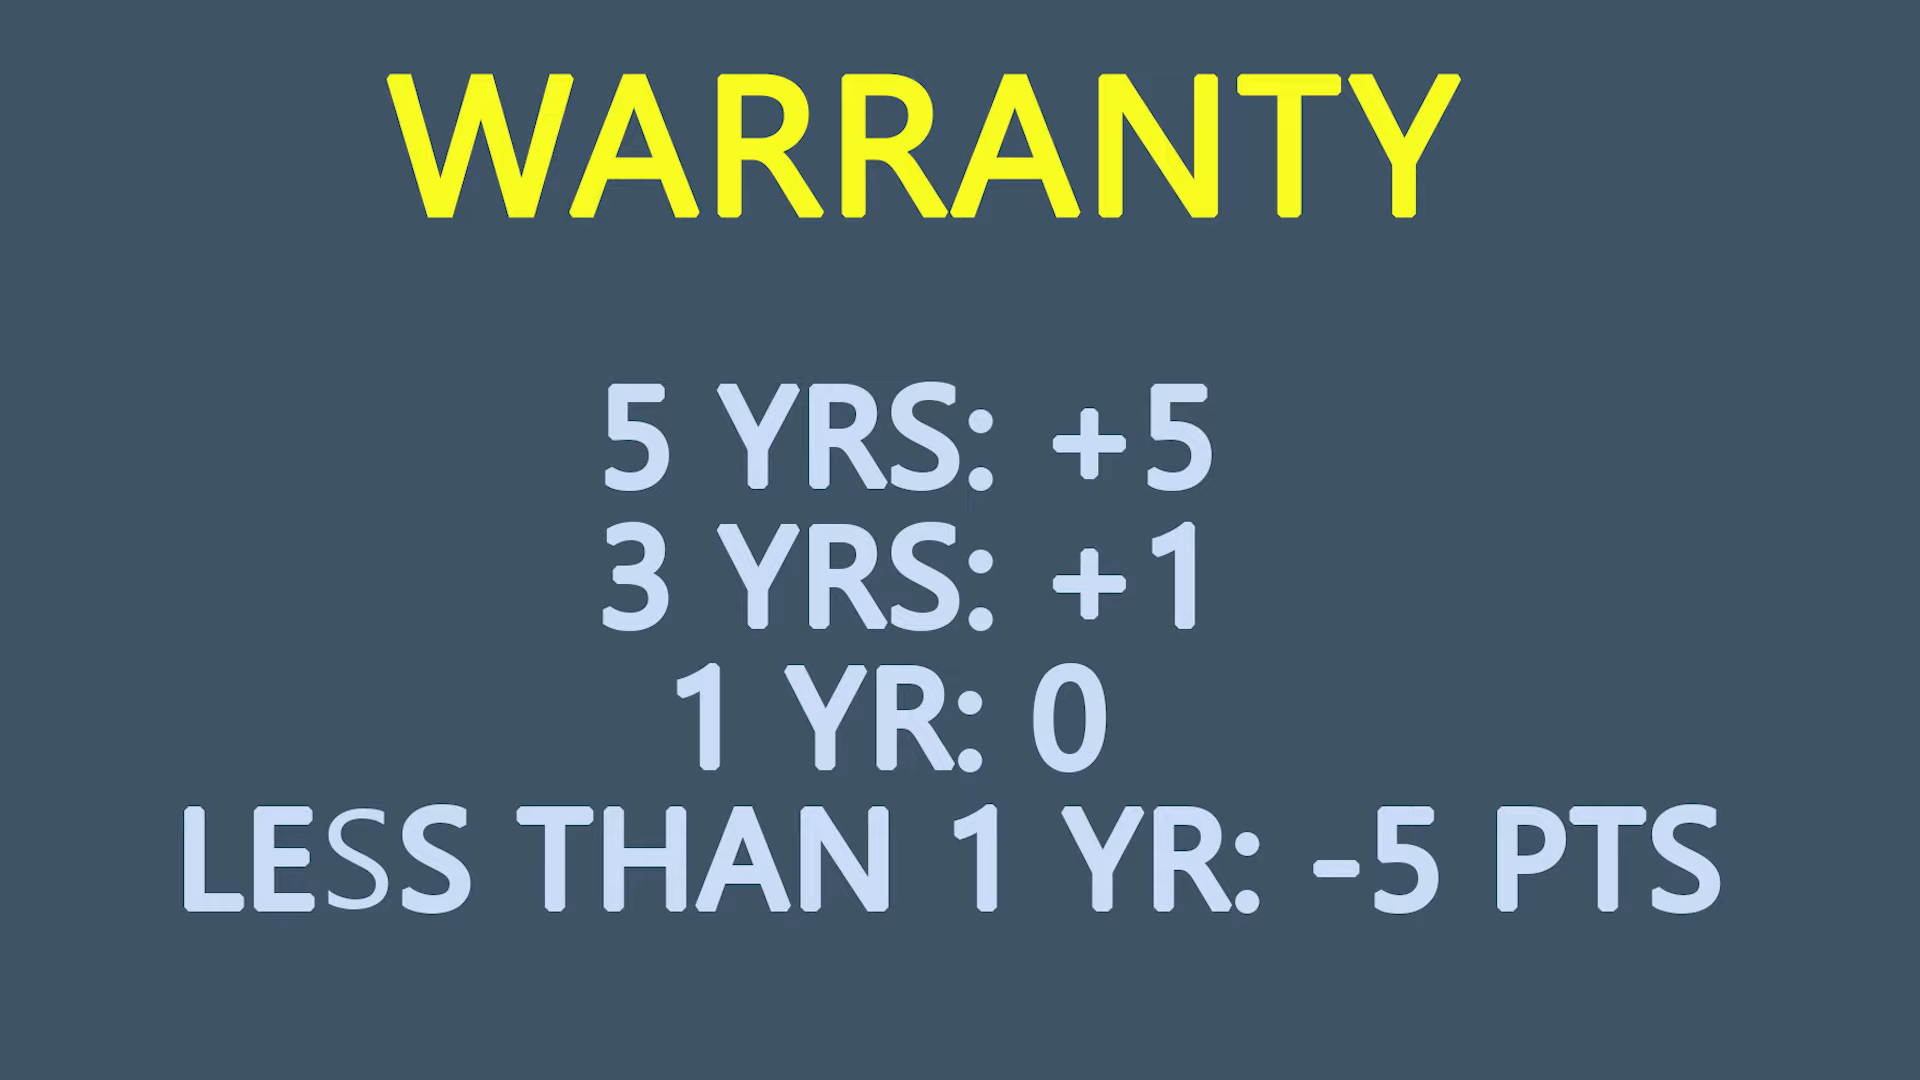 WARRANTY
5 YRS: +5
3 YRS: +1
1 YR: 0
LESS THAN 1 YR: -5 PTS